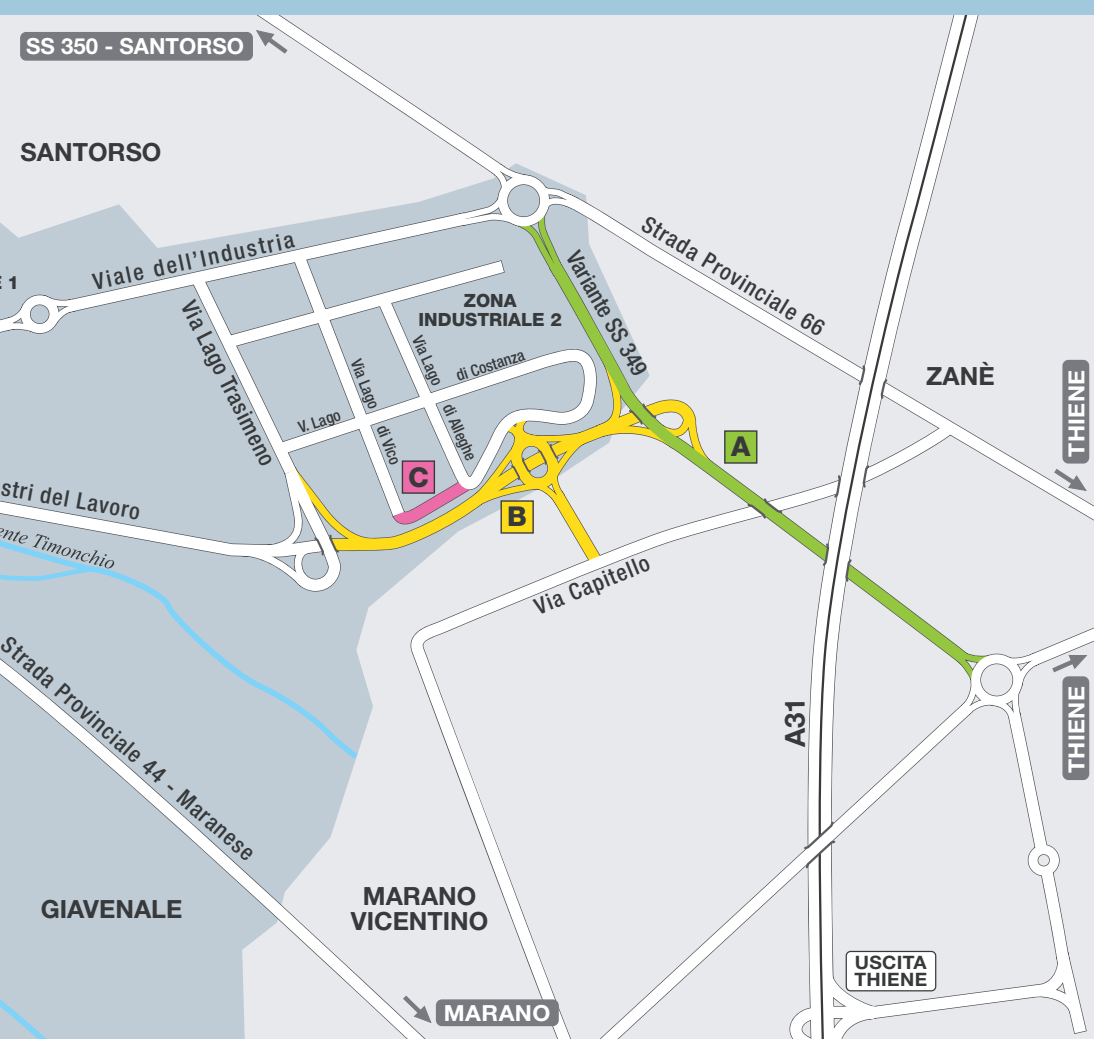 SS 350 - SANTORSO
SANTORSO
Strada Provinciale 66
Viale dell'Industria
Variante SS 349
E 1
ZONA
INDUSTRIALE 2
Via Lago Trasimeno
Via Lago
di Alleghe
Via Lago
di Vico
V. Lago
di Costanza
ZANÈ
THIENE
A
C
B
stri del Lavoro
ente Timonchio
Via Capitello
Strada Provinciale 44 - Maranese
A31
THIENE
GIAVENALE
MARANO
VICENTINO
USCITA
THIENE
MARANO